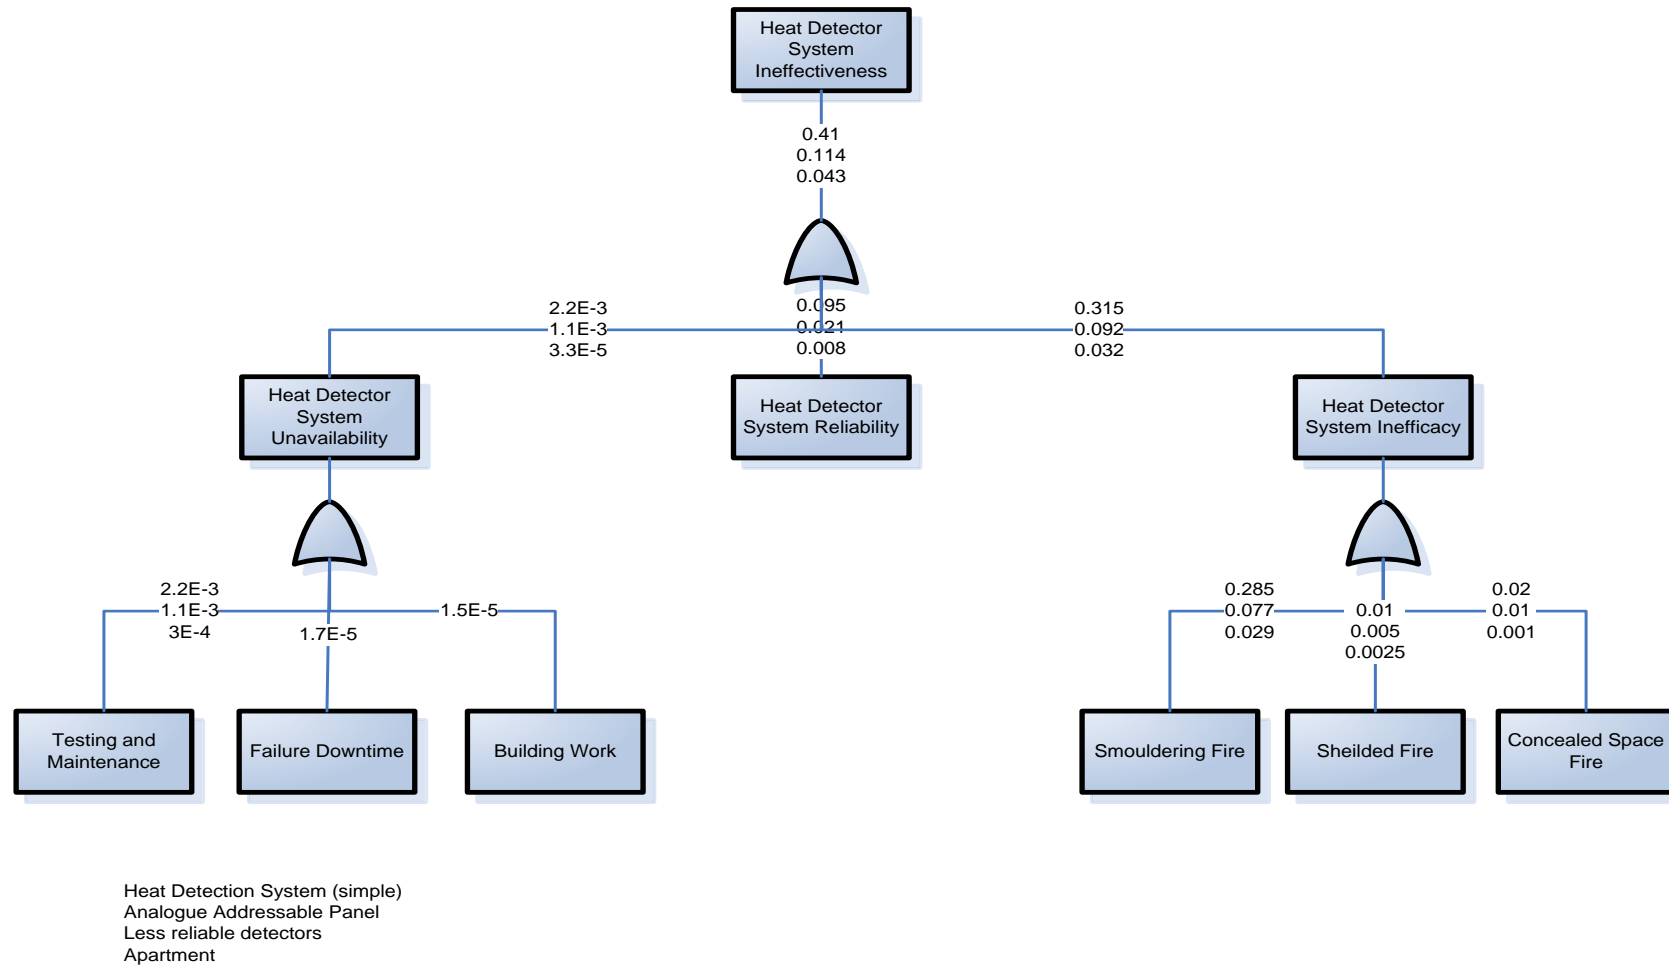 Heat Detector
System
Ineffectiveness
0.41
0.114
0.043
2.2E-3
1.1E-3
3.3E-5
0.095
0.021
0.008
0.315
0.092
0.032
Heat Detector
System
Unavailability
Heat Detector
System Reliability
Heat Detector
System Inefficacy
2.2E-3
1.1E-3
3E-4
1.7E-5
1.5E-5
0.285
0.077
0.029
0.01
0.005
0.0025
0.02
0.01
0.001
Testing and
Maintenance
Failure Downtime
Building Work
Smouldering Fire
Sheilded Fire
Concealed Space
Fire
Heat Detection System (simple)
Analogue Addressable Panel
Less reliable detectors
Apartment